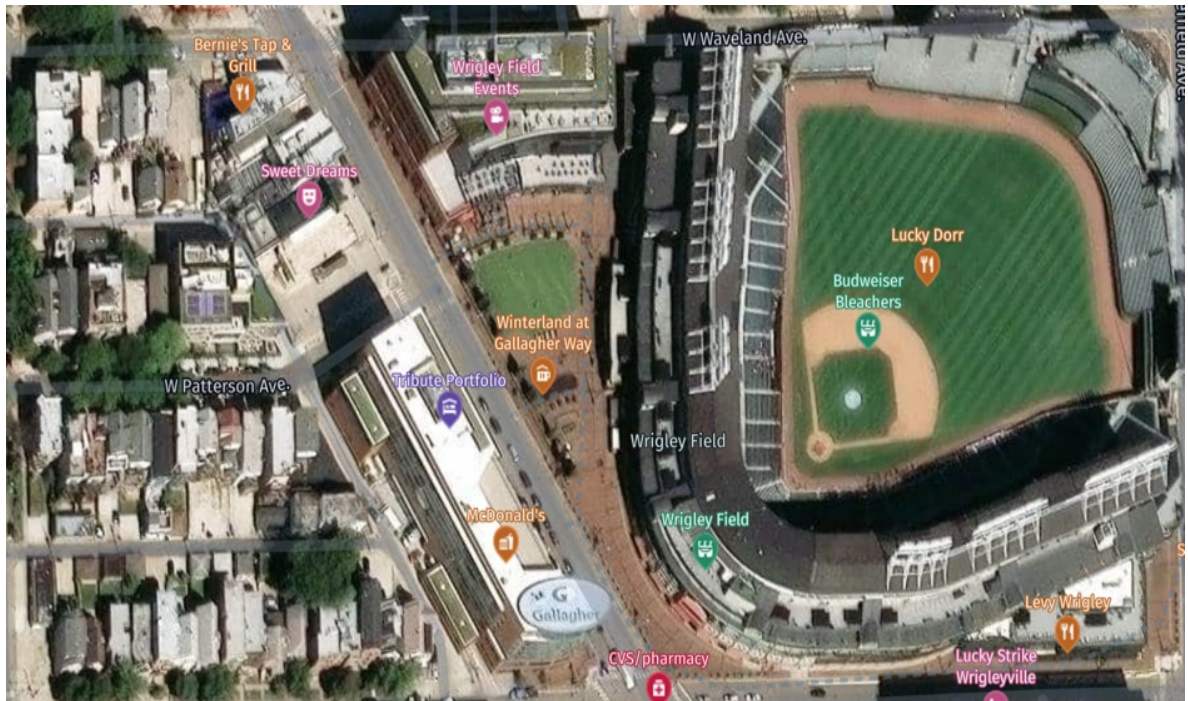 W Waveland Ave.
Bernie's Tap &
Grill
Wrigley Field
Events
Sweet Dreams
Lucky Dorr
Budweiser
Bleachers
Winterland at
Gallagher Way
Tribute Portfolio
W Patterson Ave.
Wrigley Field
McDonald's
Wrigley Field
G
Gallagher
Levy Wrigley
CVS/pharmacy
Lucky Strike
Wrigleyville